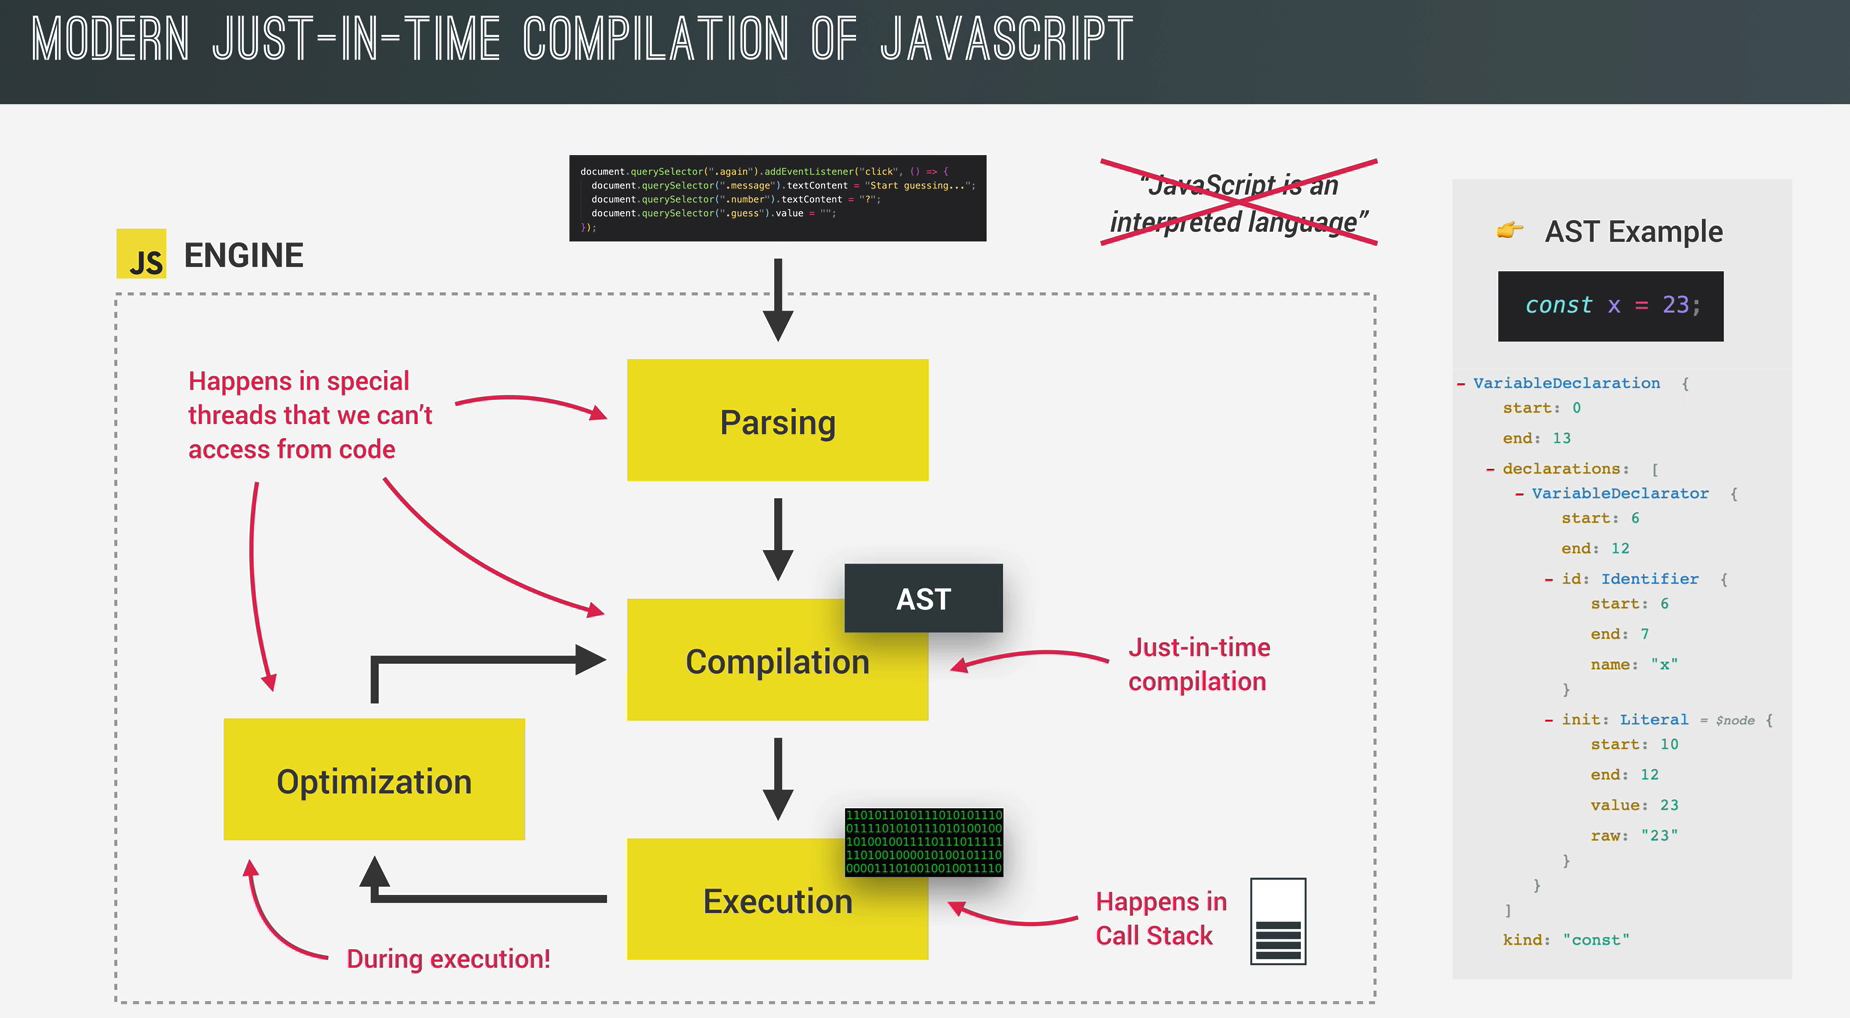 MODERN JUST-IN-TIME COMPILATION OF JAVASCRIPT
document.querySelector(".again").addEventListener("click", () => {
document.querySelector(".message").textContent = "Start guessing...";
document.querySelector(".number").textContent = "?";
document.querySelector(".guess").value = "";
});
“JavaScript is an
interpreted language”
JS ENGINE
Happens in special
threads that we can’t
access from code
Parsing
AST
Compilation
Just-in-time
compilation
Optimization
1101011010111010101110
0111101010111010100100
1010010011110111011111
1101001000010100101110
0000111010010010011110
Execution
Happens in
Call Stack
During execution!
👉 AST Example
const x = 23;
- VariableDeclaration {
start: 0
end: 13
- declarations: [
- VariableDeclarator {
start: 6
end: 12
- id: Identifier {
start: 6
end: 7
name: "x"
}
- init: Literal = $node {
start: 10
end: 12
value: 23
raw: "23"
}
}
]
kind: "const"